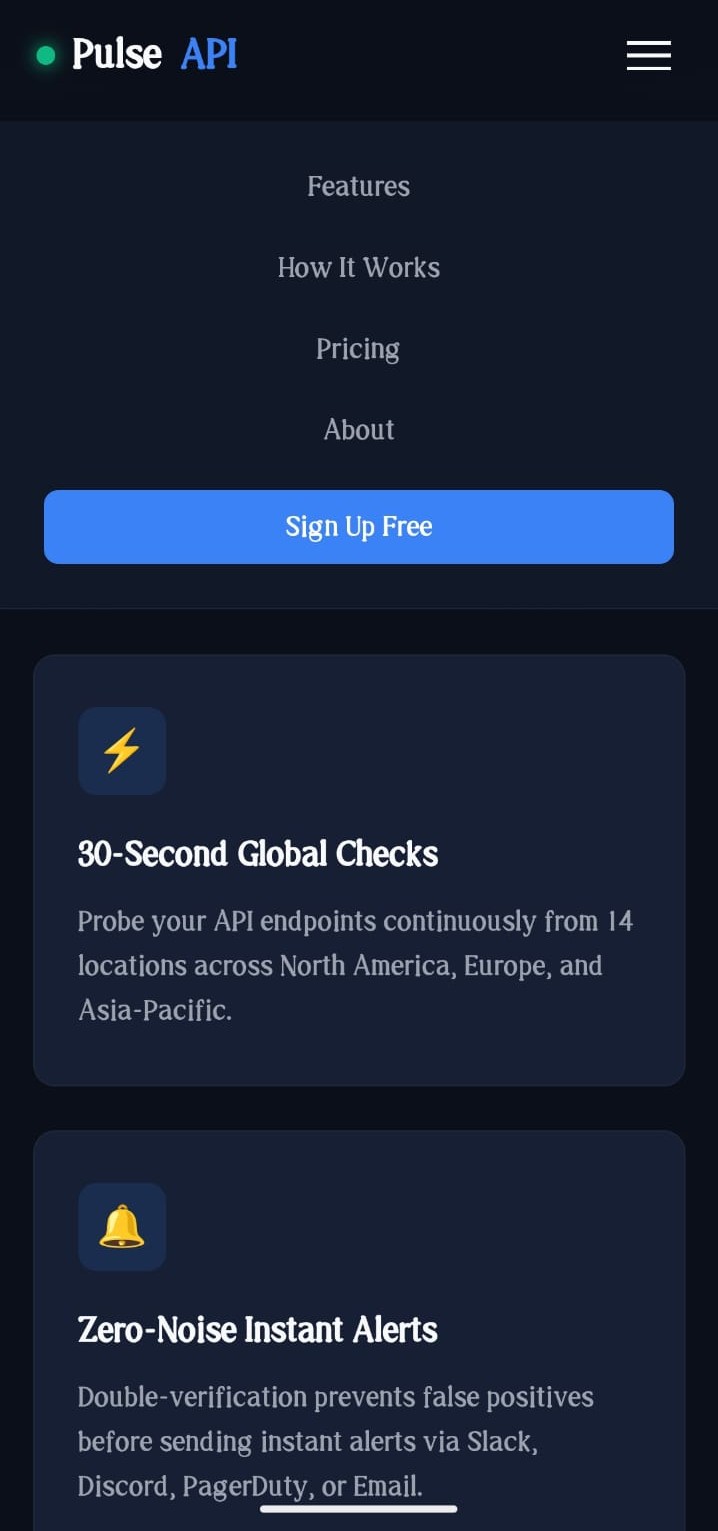 Pulse API
Features
How It Works
Pricing
About
Sign Up Free
30-Second Global Checks
Probe your API endpoints continuously from 14
locations across North America, Europe, and
Asia-Pacific.
Zero-Noise Instant Alerts
Double-verification prevents false positives
before sending instant alerts via Slack,
Discord, PagerDuty, or Email.